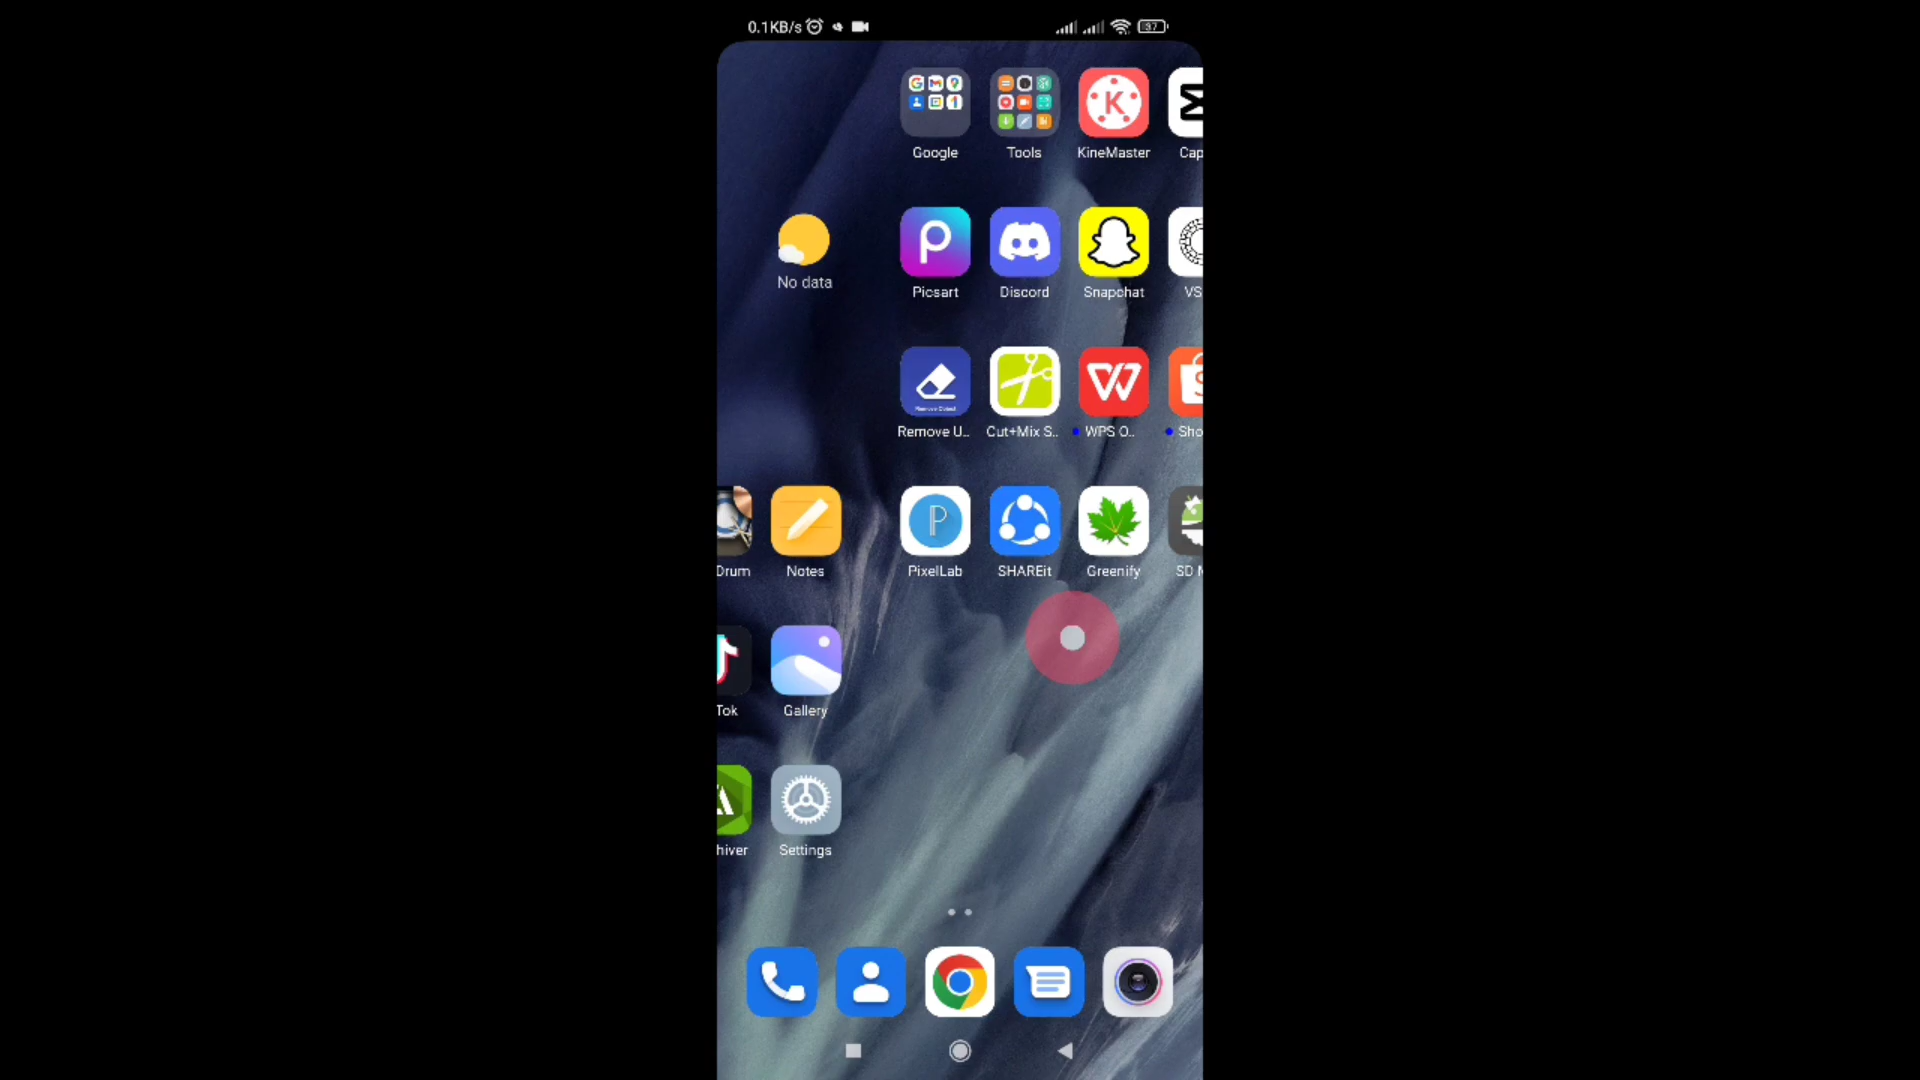 0.1KB/s 37
Google Tools KineMaster Cap
No data
Picsart Discord Snapchat VS
Remove U.. Cut+Mix S.. WPS O.. Sho
Drum Notes PixelLab SHAREit Greenify SD
Tok Gallery
hiver Settings